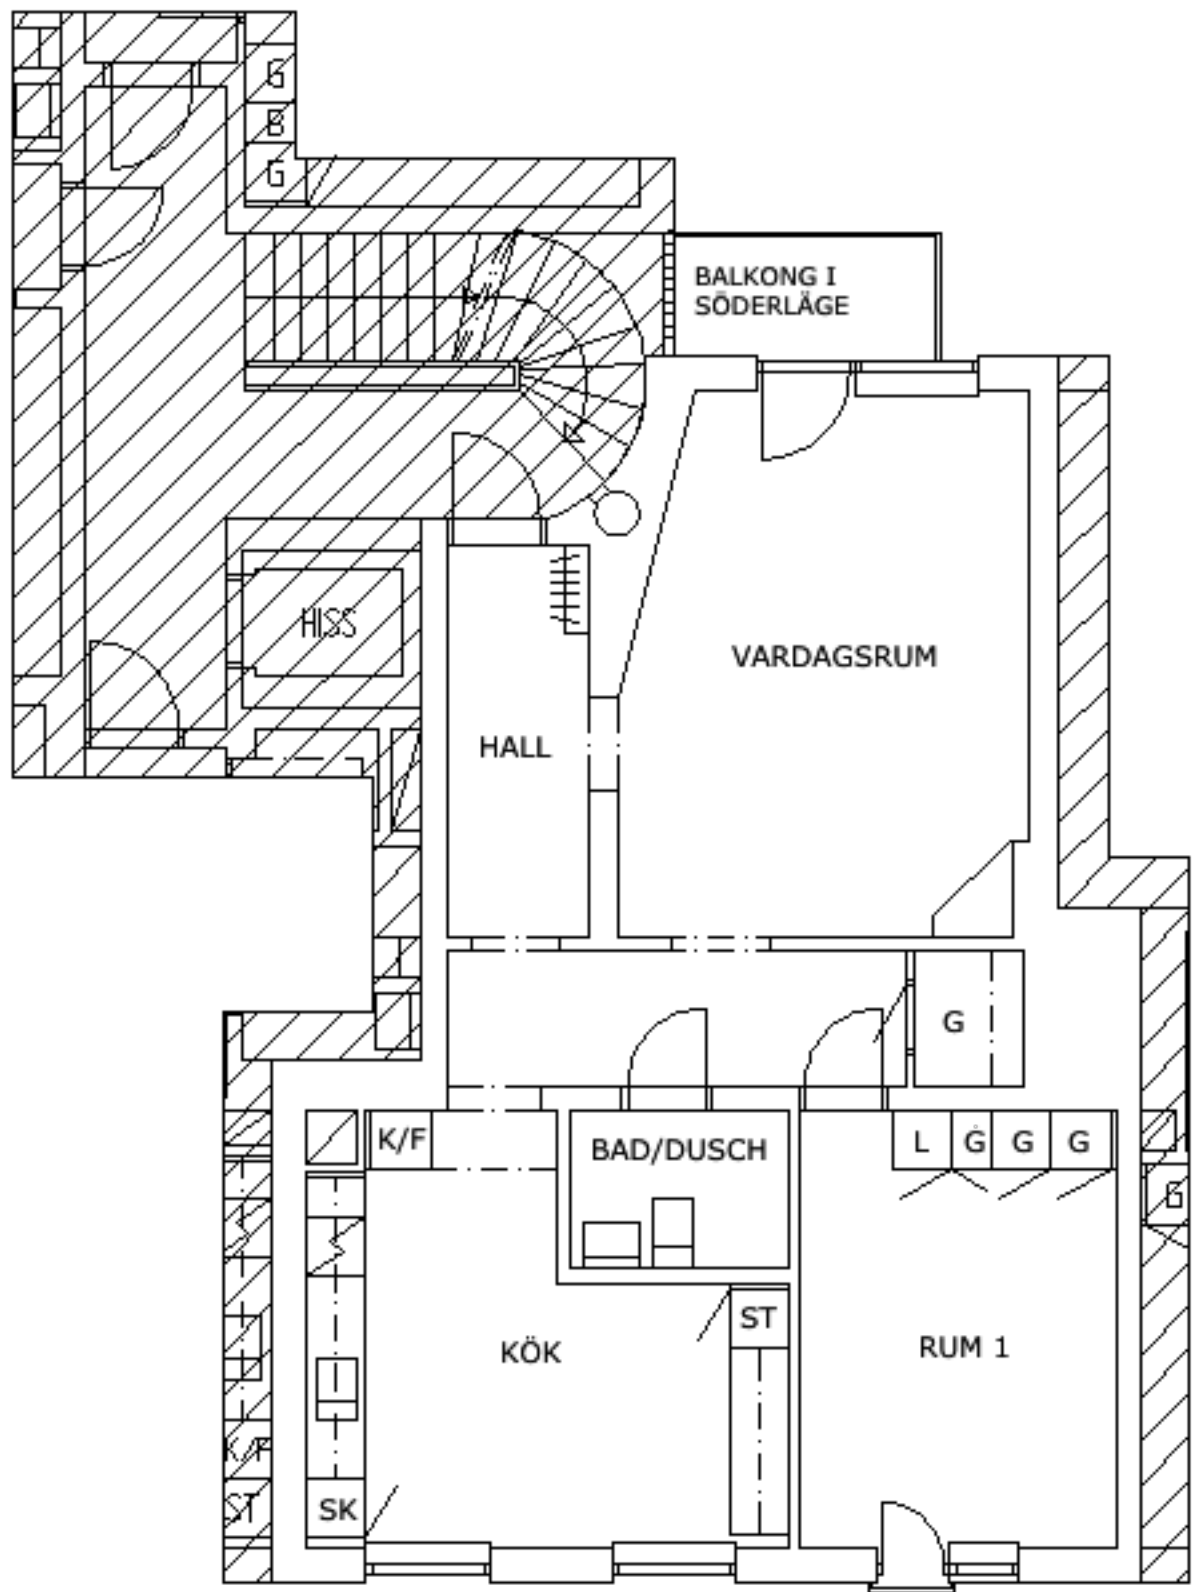 G
B
G
BALKONG I
SÖDERLÄGE
HISS
VARDAGSRUM
HALL
G
K/F
BAD/DUSCH
L G G G
G
ST
KÖK
RUM 1
K/F
ST
SK